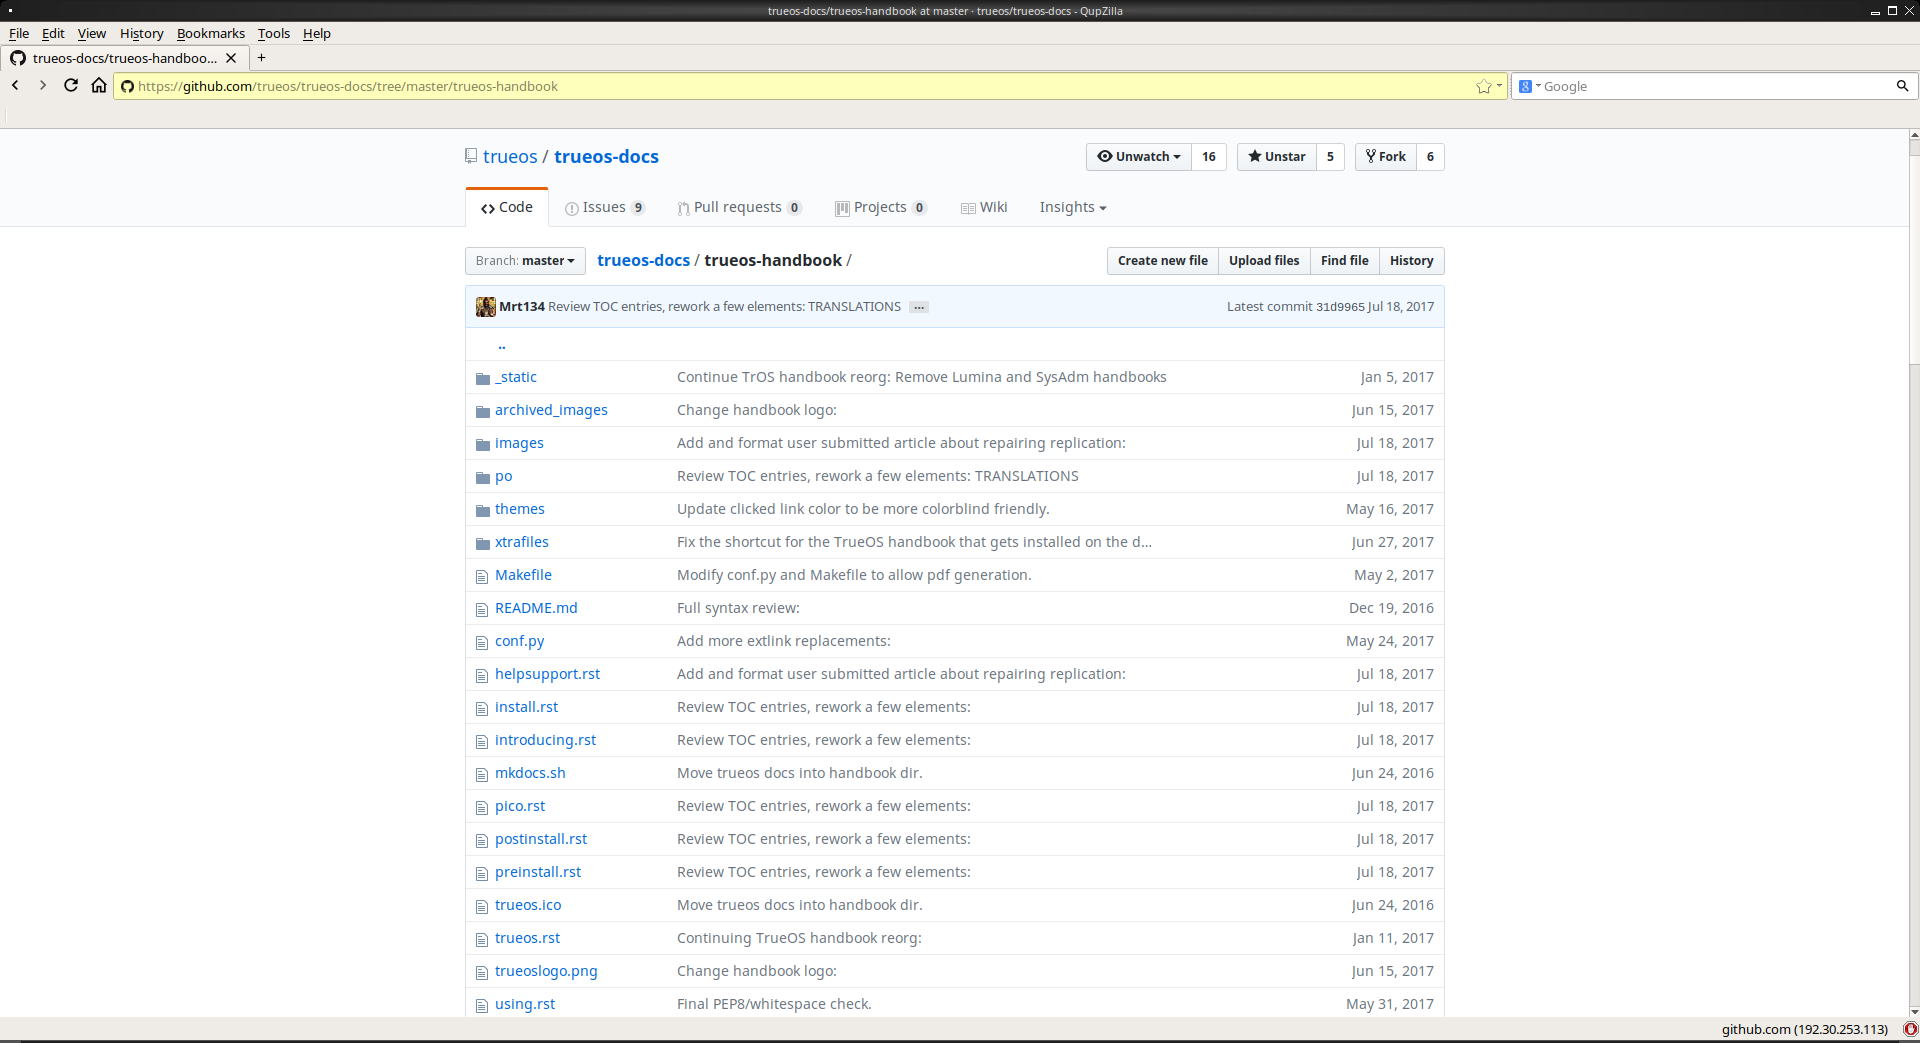 trueos-docs/trueos-handbook at master · trueos/trueos-docs - QupZilla
File Edit View History Bookmarks Tools Help
trueos-docs/trueos-handboo...
https://github.com/trueos/trueos-docs/tree/master/trueos-handbook
Google
trueos / trueos-docs
Unwatch 16 Unstar 5 Fork 6
Code Issues 9 Pull requests 0 Projects 0 Wiki Insights
Branch: master trueos-docs / trueos-handbook / Create new file Upload files Find file History
Mrt134 Review TOC entries, rework a few elements: TRANSLATIONS ... Latest commit 31d9965 Jul 18, 2017
..
_static Continue TrOS handbook reorg: Remove Lumina and SysAdm handbooks Jan 5, 2017
archived_images Change handbook logo: Jun 15, 2017
images Add and format user submitted article about repairing replication: Jul 18, 2017
po Review TOC entries, rework a few elements: TRANSLATIONS Jul 18, 2017
themes Update clicked link color to be more colorblind friendly. May 16, 2017
xtrafiles Fix the shortcut for the TrueOS handbook that gets installed on the d... Jun 27, 2017
Makefile Modify conf.py and Makefile to allow pdf generation. May 2, 2017
README.md Full syntax review: Dec 19, 2016
conf.py Add more extlink replacements: May 24, 2017
helpsupport.rst Add and format user submitted article about repairing replication: Jul 18, 2017
install.rst Review TOC entries, rework a few elements: Jul 18, 2017
introducing.rst Review TOC entries, rework a few elements: Jul 18, 2017
mkdocs.sh Move trueos docs into handbook dir. Jun 24, 2016
pico.rst Review TOC entries, rework a few elements: Jul 18, 2017
postinstall.rst Review TOC entries, rework a few elements: Jul 18, 2017
preinstall.rst Review TOC entries, rework a few elements: Jul 18, 2017
trueos.ico Move trueos docs into handbook dir. Jun 24, 2016
trueos.rst Continuing TrueOS handbook reorg: Jan 11, 2017
trueoslogo.png Change handbook logo: Jun 15, 2017
using.rst Final PEP8/whitespace check. May 31, 2017
github.com (192.30.253.113)